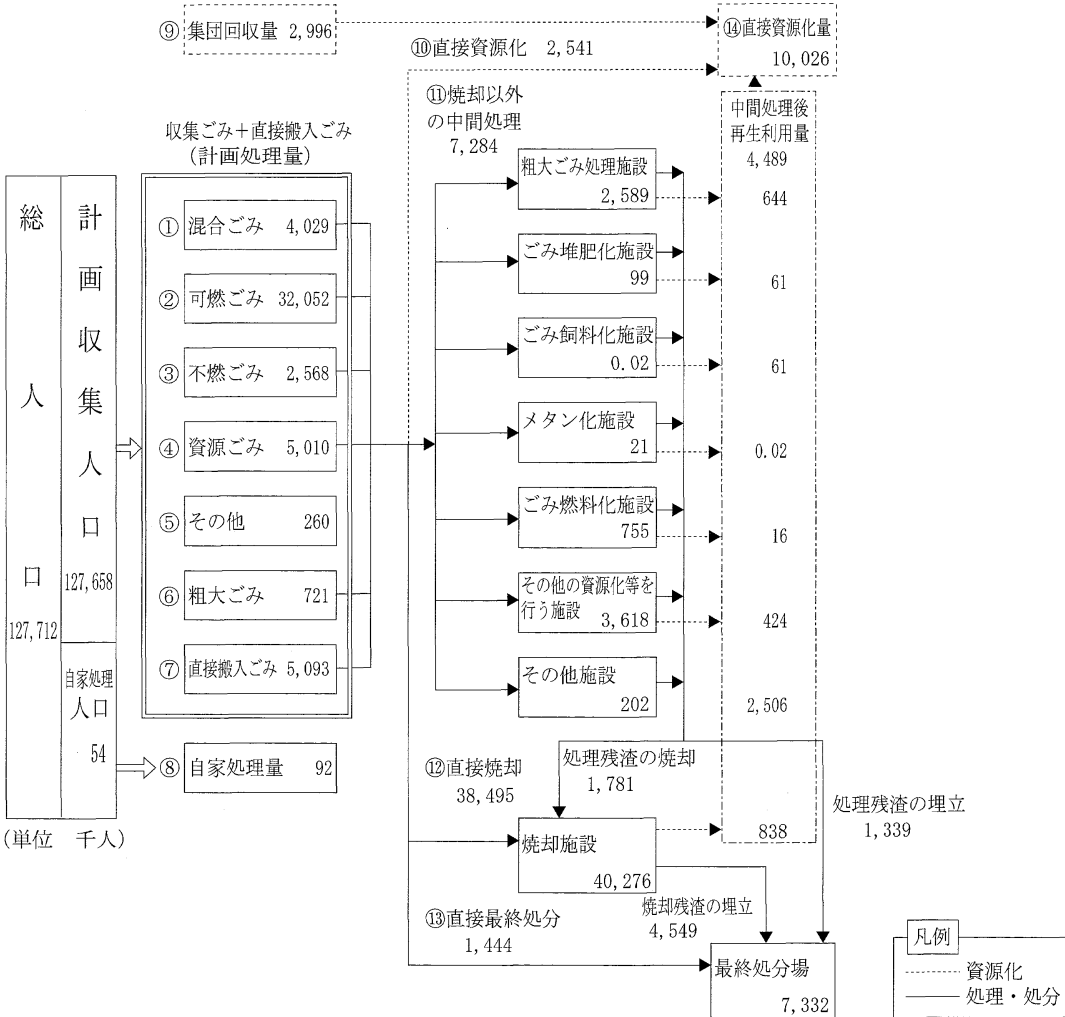 ⑨ 集団回収量 2,996
⑭直接資源化量
10,026
⑩直接資源化 2,541
⑪焼却以外
の中間処理
7,284
中間処理後
再生利用量
4,489
収集ごみ+直接搬入ごみ
(計画処理量)
総人口
127,712
計画収集人口
127,658
自家処理
人口
54
(単位 千人)
① 混合ごみ 4,029
② 可燃ごみ 32,052
③ 不燃ごみ 2,568
④ 資源ごみ 5,010
⑤ その他 260
⑥ 粗大ごみ 721
⑦ 直接搬入ごみ 5,093
⑧ 自家処理量 92
粗大ごみ処理施設
2,589
644
ごみ堆肥化施設
99
61
ごみ飼料化施設
0.02
61
メタン化施設
21
0.02
ごみ燃料化施設
755
16
その他の資源化等を
行う施設 3,618
424
その他施設
202
2,506
⑫直接焼却
38,495
処理残渣の焼却
1,781
処理残渣の埋立
1,339
焼却施設
40,276
838
焼却残渣の埋立
4,549
⑬直接最終処分
1,444
最終処分場
7,332
凡例
資源化
処理・処分